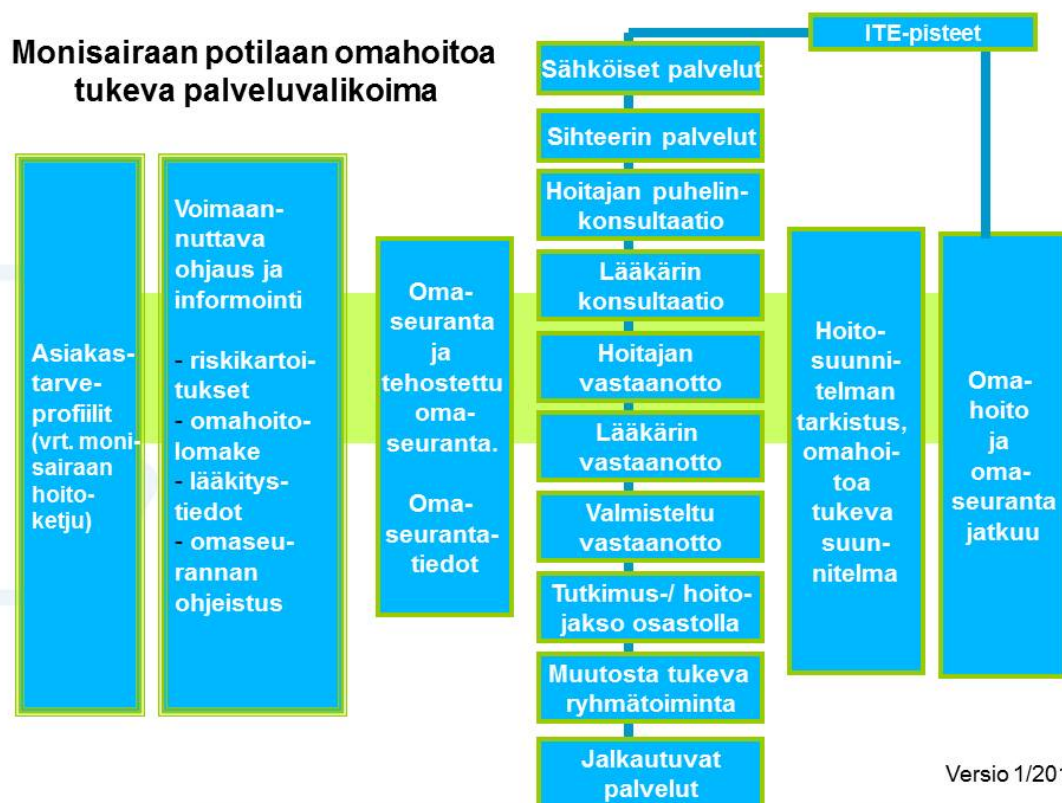 Monisairaan potilaan omahoitoa
tukeva palveluvalikoima
Asiakas-
tarve-
profiilit
(vrt. moni-
sairaan
hoito-
ketju)
Voimaan-
nuttava
ohjaus ja
informointi
- riskikartoi-
tukset
- omahoito-
lomake
- lääkitys-
tiedot
- omaseu-
rannan
ohjeistus
Oma-
seuranta
ja
tehostettu
oma-
seuranta.
Oma-
seuranta-
tiedot
ITE-pisteet
Sähköiset palvelut
Sihteerin palvelut
Hoitajan puhelin-
konsultaatio
Lääkärin
konsultaatio
Hoitajan
vastaanotto
Lääkärin
vastaanotto
Valmisteltu
vastaanotto
Tutkimus-/ hoito-
jakso osastolla
Muutosta tukeva
ryhmätoiminta
Jalkautuvat
palvelut
Hoito-
suunni-
telman
tarkistus,
omahoi-
toa
tukeva
suun-
nitelma
Oma-
hoito
ja
oma-
seuranta
jatkuu
Versio 1/201